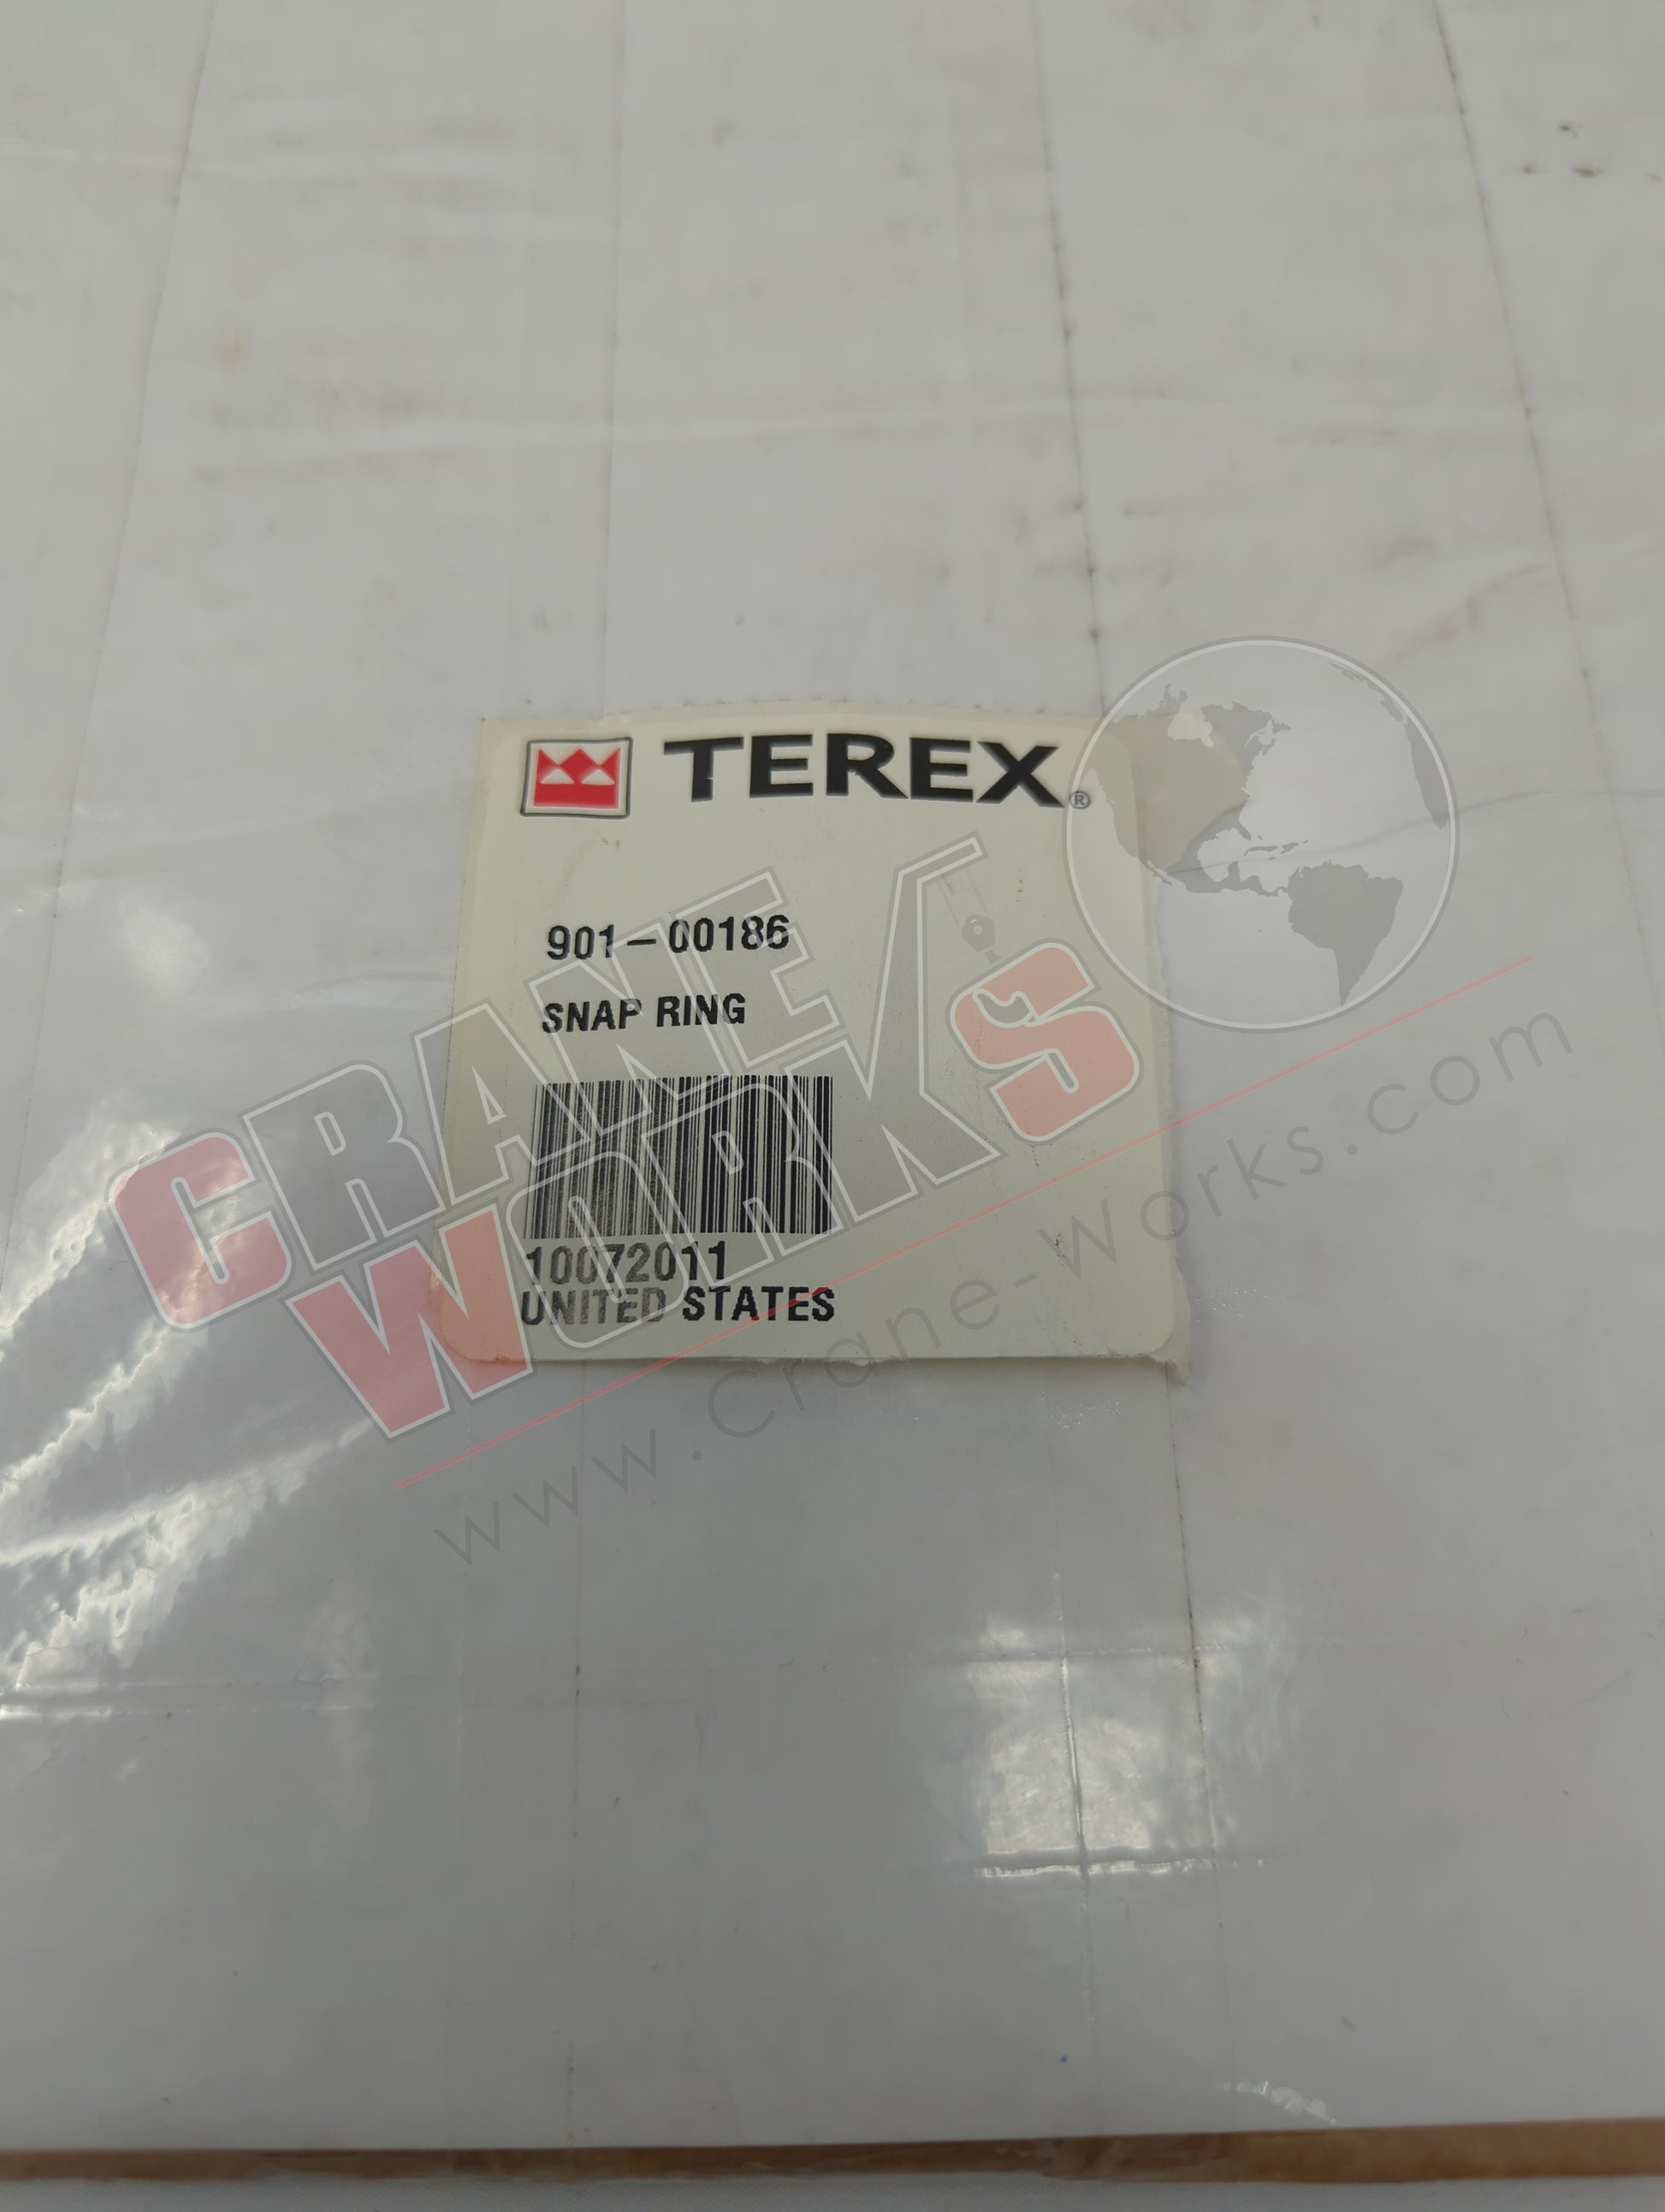 TEREX®
901-00186
SNAP RING
10072011
UNITED STATES
CRANE
WORKS
www.crane-works.com